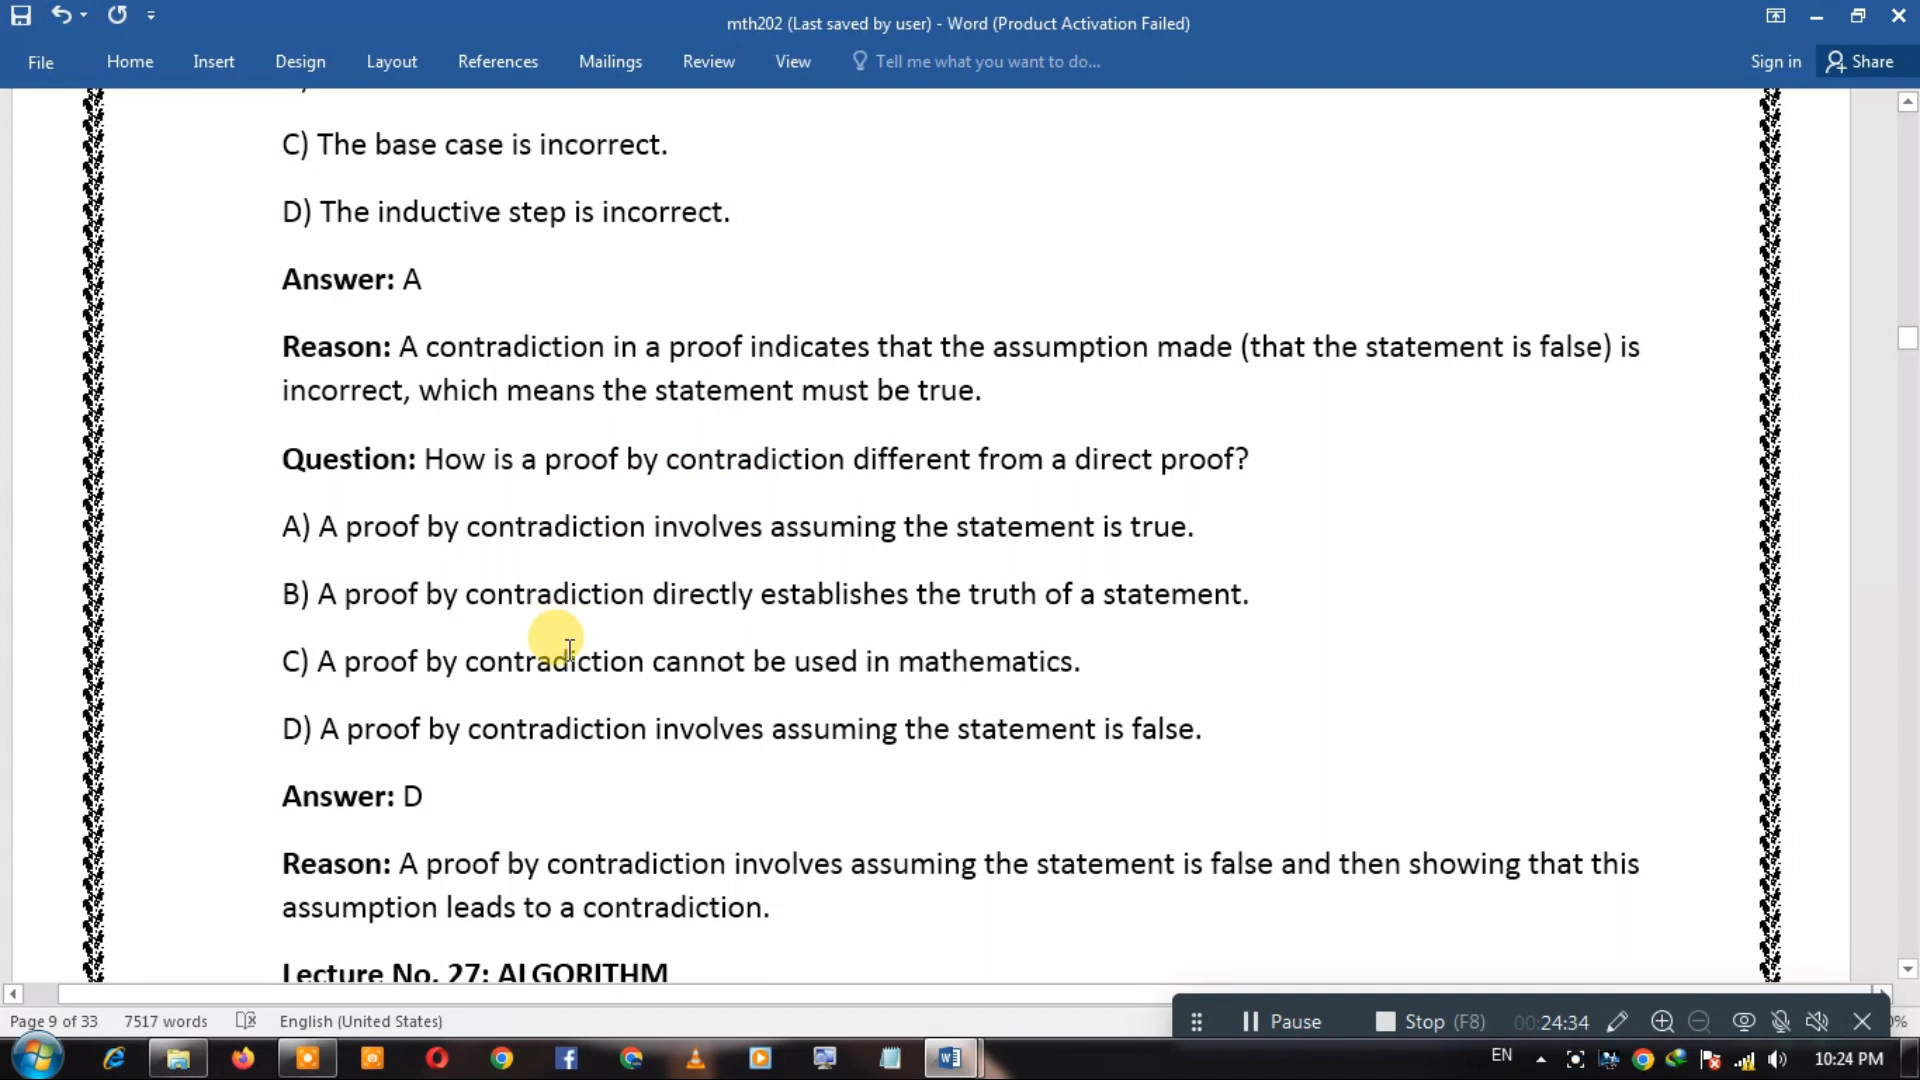 mth202 (Last saved by user) - Word (Product Activation Failed)
File Home Insert Design Layout References Mailings Review View Tell me what you want to do... Sign in Share
C) The base case is incorrect.
D) The inductive step is incorrect.
Answer: A
Reason: A contradiction in a proof indicates that the assumption made (that the statement is false) is
incorrect, which means the statement must be true.
Question: How is a proof by contradiction different from a direct proof?
A) A proof by contradiction involves assuming the statement is true.
B) A proof by contradiction directly establishes the truth of a statement.
C) A proof by contradiction cannot be used in mathematics.
D) A proof by contradiction involves assuming the statement is false.
Answer: D
Reason: A proof by contradiction involves assuming the statement is false and then showing that this
assumption leads to a contradiction.
Lecture No. 27: ALGORITHM
Page 9 of 33 7517 words English (United States) Pause Stop (F8) 00:24:34
EN 10:24 PM